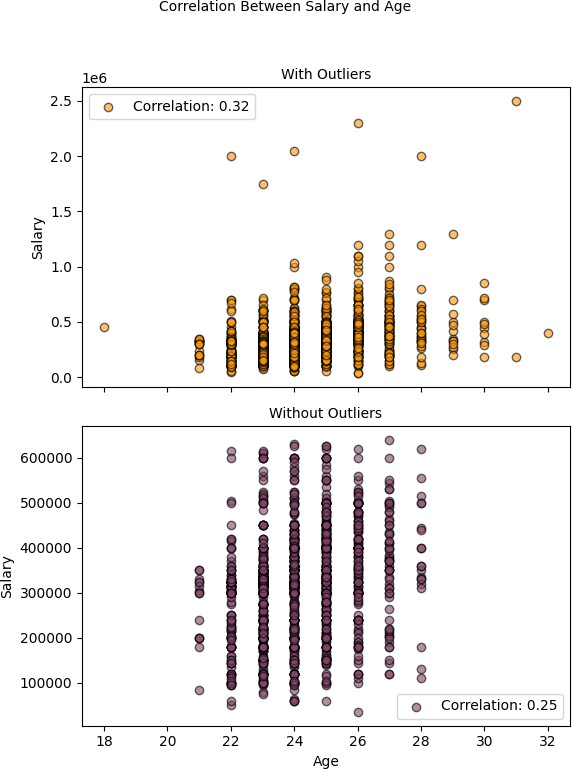 Correlation Between Salary and Age
With Outliers
1e6
Correlation: 0.32
2.5
2.0
1.5
1.0
0.5
0.0
Salary
Without Outliers
600000
500000
400000
300000
200000
100000
Salary
Correlation: 0.25
18 20 22 24 26 28 30 32
Age